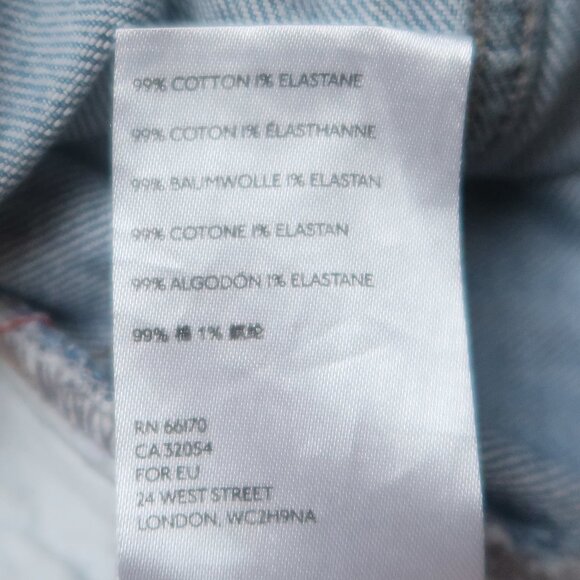 99% COTTON 1% ELASTANE
99% COTON 1% ÉLASTHANNE
99% BAUMWOLLE 1% ELASTAN
99% COTONE 1% ELASTAN
99% ALGODÓN 1% ELASTANE
99% 棉 1% 氨纶
RN 66170
CA 32054
FOR EU
24 WEST STREET
LONDON, WC2H9NA